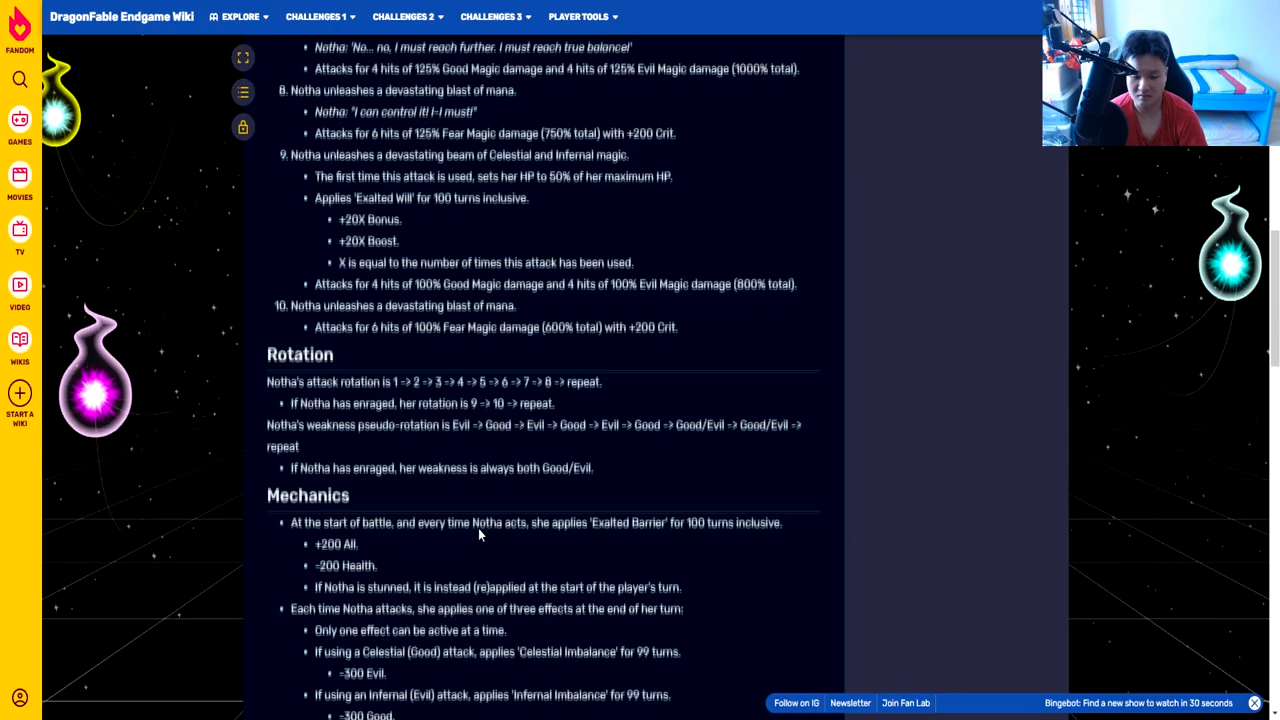 DragonFable Endgame Wiki
EXPLORE
CHALLENGES 1
CHALLENGES 2
CHALLENGES 3
PLAYER TOOLS
FANDOM
GAMES
MOVIES
TV
VIDEO
WIKIS
START A
WIKI
Notha: 'No... no, I must reach further. I must reach true balance!'
Attacks for 4 hits of 125% Good Magic damage and 4 hits of 125% Evil Magic damage (1000% total).
8. Notha unleashes a devastating blast of mana.
Notha: "I can control it! I-I must!"
Attacks for 6 hits of 125% Fear Magic damage (750% total) with +200 Crit.
9. Notha unleashes a devastating beam of Celestial and Infernal magic.
The first time this attack is used, sets her HP to 50% of her maximum HP.
Applies 'Exalted Will' for 100 turns inclusive.
+20X Bonus.
+20X Boost.
X is equal to the number of times this attack has been used.
Attacks for 4 hits of 100% Good Magic damage and 4 hits of 100% Evil Magic damage (800% total).
10. Notha unleashes a devastating blast of mana.
Attacks for 6 hits of 100% Fear Magic damage (600% total) with +200 Crit.
Rotation
Notha's attack rotation is 1 -> 2 -> 3 -> 4 -> 5 -> 6 -> 7 -> 8 -> repeat.
If Notha has enraged, her rotation is 9 -> 10 -> repeat.
Notha's weakness pseudo-rotation is Evil -> Good -> Evil -> Good -> Evil -> Good -> Good/Evil -> Good/Evil ->
repeat
If Notha has enraged, her weakness is always both Good/Evil.
Mechanics
At the start of battle, and every time Notha acts, she applies 'Exalted Barrier' for 100 turns inclusive.
+200 All.
-200 Health.
If Notha is stunned, it is instead (re)applied at the start of the player's turn.
Each time Notha attacks, she applies one of three effects at the end of her turn:
Only one effect can be active at a time.
If using a Celestial (Good) attack, applies 'Celestial Imbalance' for 99 turns.
-300 Evil.
If using an Infernal (Evil) attack, applies 'Infernal Imbalance' for 99 turns.
-300 Good.
Follow on IG
Newsletter
Join Fan Lab
Bingebot: Find a new show to watch in 30 seconds